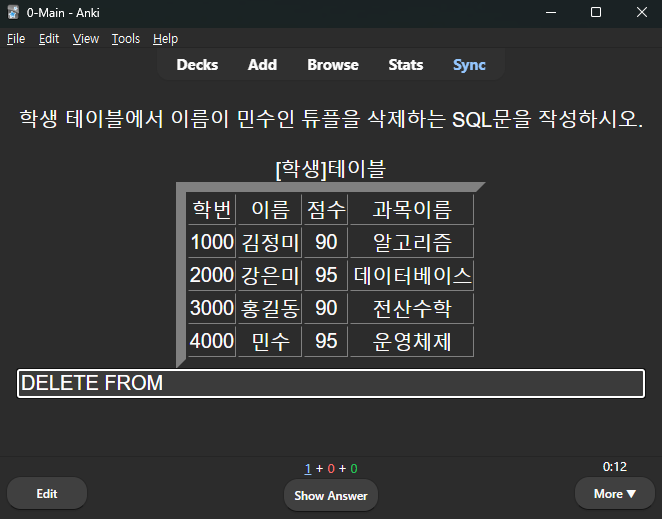 0-Main - Anki
File Edit View Tools Help
Decks Add Browse Stats Sync
학생 테이블에서 이름이 민수인 튜플을 삭제하는 SQL문을 작성하시오.
[학생]테이블
학번 이름 점수 과목이름
1000 김정미 90 알고리즘
2000 강은미 95 데이터베이스
3000 홍길동 90 전산수학
4000 민수 95 운영체제
DELETE FROM
1 + 0 + 0
0:12
Edit
Show Answer
More ▼